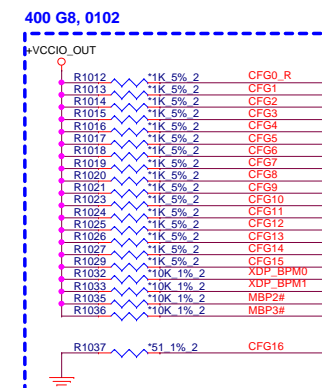 400 G8, 0102
+VCCIO_OUT
R1012 *1K_5%_2 CFG0_R
R1013 *1K_5%_2 CFG1
R1014 *1K_5%_2 CFG2
R1015 *1K_5%_2 CFG3
R1016 *1K_5%_2 CFG4
R1017 *1K_5%_2 CFG5
R1018 *1K_5%_2 CFG6
R1019 *1K_5%_2 CFG7
R1020 *1K_5%_2 CFG8
R1021 *1K_5%_2 CFG9
R1023 *1K_5%_2 CFG10
R1024 *1K_5%_2 CFG11
R1025 *1K_5%_2 CFG12
R1026 *1K_5%_2 CFG13
R1027 *1K_5%_2 CFG14
R1029 *1K_5%_2 CFG15
R1032 *10K_1%_2 XDP_BPM0
R1033 *10K_1%_2 XDP_BPM1
R1035 *10K_1%_2 MBP2#
R1036 *10K_1%_2 MBP3#
R1037 *51_1%_2 CFG16